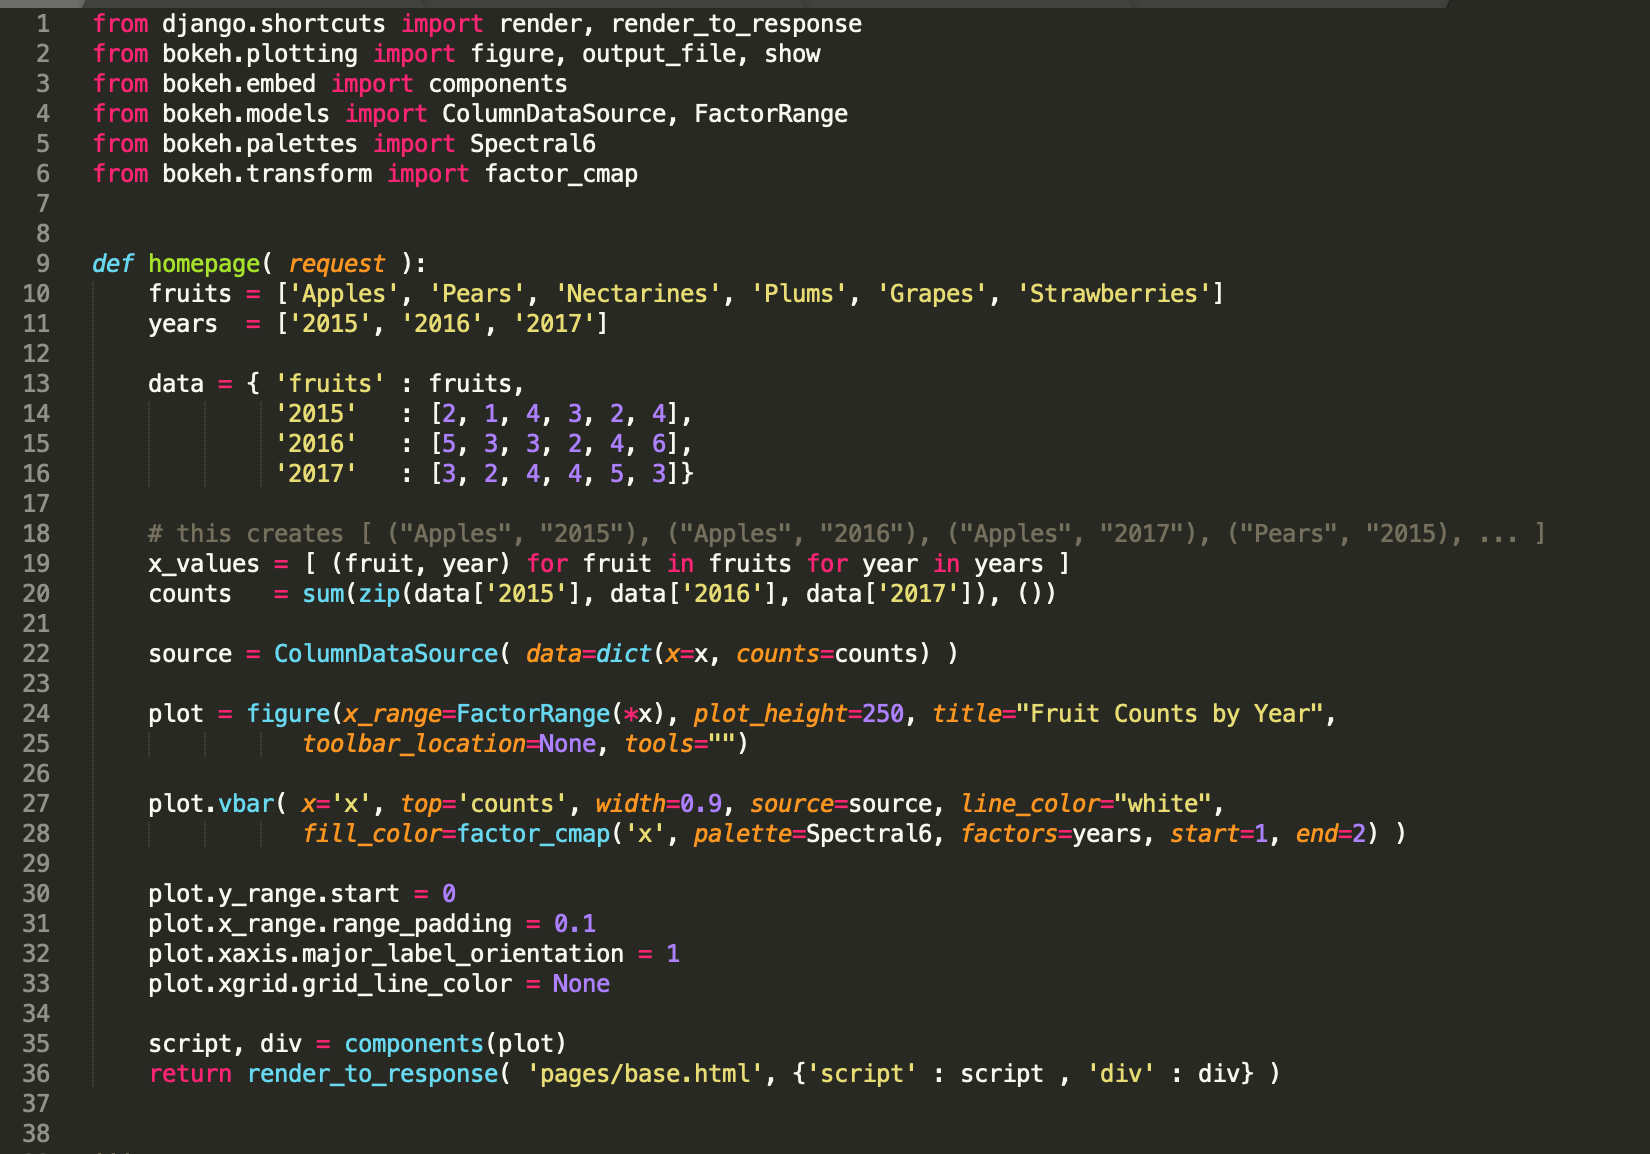 1 from django.shortcuts import render, render_to_response
2 from bokeh.plotting import figure, output_file, show
3 from bokeh.embed import components
4 from bokeh.models import ColumnDataSource, FactorRange
5 from bokeh.palettes import Spectral6
6 from bokeh.transform import factor_cmap
7
8
9 def homepage( request ):
10     fruits = ['Apples', 'Pears', 'Nectarines', 'Plums', 'Grapes', 'Strawberries']
11     years  = ['2015', '2016', '2017']
12
13     data = { 'fruits' : fruits,
14              '2015'   : [2, 1, 4, 3, 2, 4],
15              '2016'   : [5, 3, 3, 2, 4, 6],
16              '2017'   : [3, 2, 4, 4, 5, 3]}
17
18     # this creates [ ("Apples", "2015"), ("Apples", "2016"), ("Apples", "2017"), ("Pears", "2015), ... ]
19     x_values = [ (fruit, year) for fruit in fruits for year in years ]
20     counts   = sum(zip(data['2015'], data['2016'], data['2017']), ())
21
22     source = ColumnDataSource( data=dict(x=x, counts=counts) )
23
24     plot = figure(x_range=FactorRange(*x), plot_height=250, title="Fruit Counts by Year",
25                toolbar_location=None, tools="")
26
27     plot.vbar( x='x', top='counts', width=0.9, source=source, line_color="white",
28                fill_color=factor_cmap('x', palette=Spectral6, factors=years, start=1, end=2) )
29
30     plot.y_range.start = 0
31     plot.x_range.range_padding = 0.1
32     plot.xaxis.major_label_orientation = 1
33     plot.xgrid.grid_line_color = None
34
35     script, div = components(plot)
36     return render_to_response( 'pages/base.html', {'script' : script , 'div' : div} )
37
38